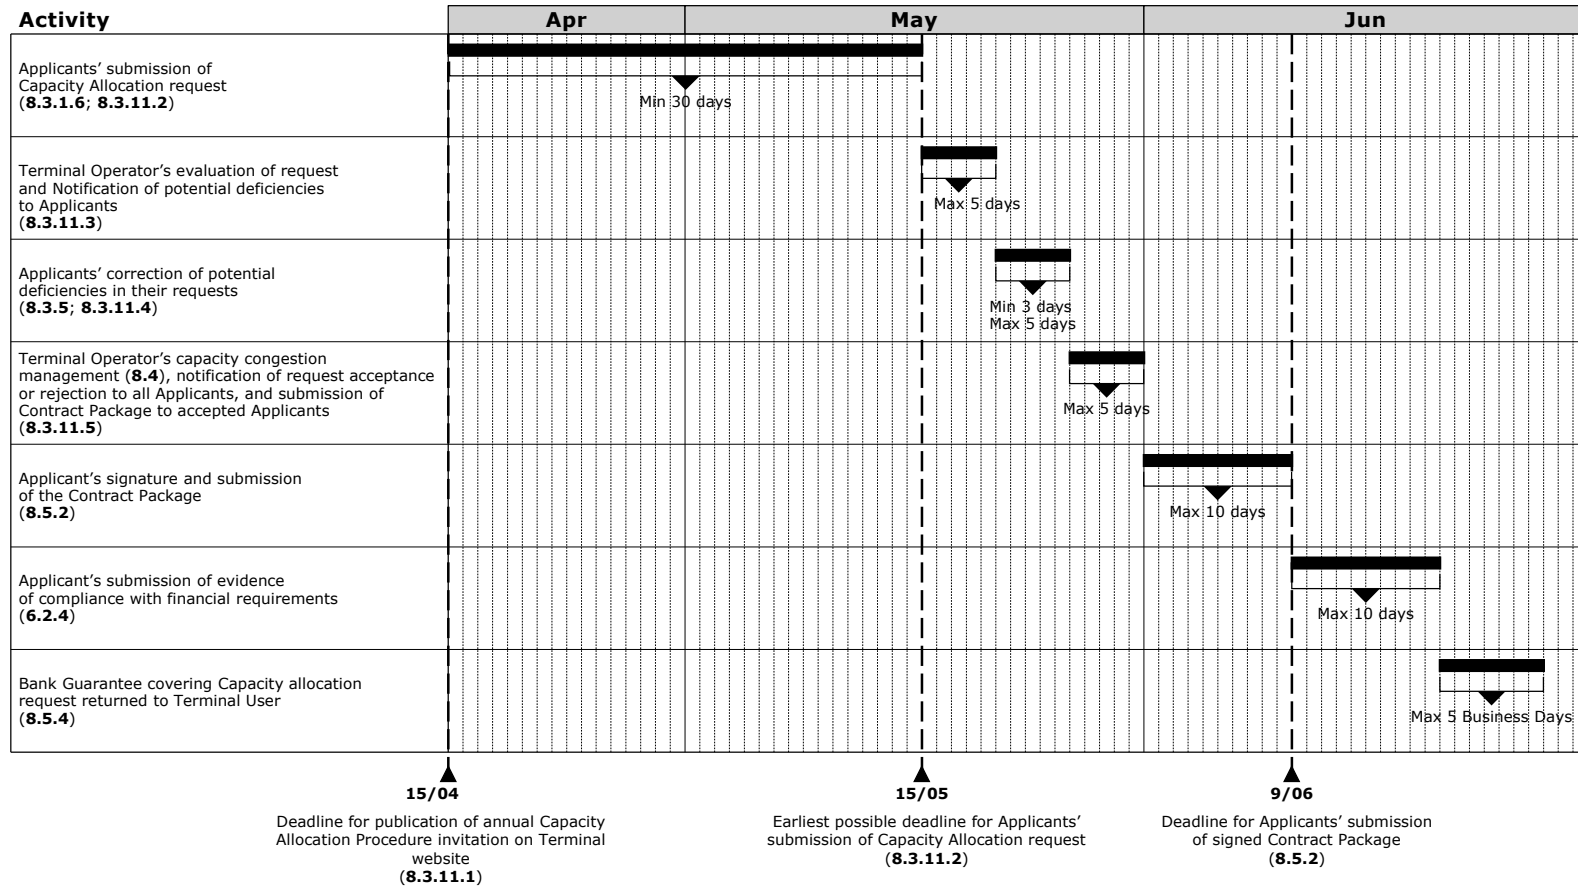 Activity
Apr
May
Jun
Applicants’ submission of
Capacity Allocation request
(8.3.1.6; 8.3.11.2)
Min 30 days
Terminal Operator’s evaluation of request
and Notification of potential deficiencies
to Applicants
(8.3.11.3)
Max 5 days
Applicants’ correction of potential
deficiencies in their requests
(8.3.5; 8.3.11.4)
Min 3 days
Max 5 days
Terminal Operator’s capacity congestion
management (8.4), notification of request acceptance
or rejection to all Applicants, and submission of
Contract Package to accepted Applicants
(8.3.11.5)
Max 5 days
Applicant’s signature and submission
of the Contract Package
(8.5.2)
Max 10 days
Applicant’s submission of evidence
of compliance with financial requirements
(6.2.4)
Max 10 days
Bank Guarantee covering Capacity allocation
request returned to Terminal User
(8.5.4)
Max 5 Business Days
15/04
Deadline for publication of annual Capacity
Allocation Procedure invitation on Terminal
website
(8.3.11.1)
15/05
Earliest possible deadline for Applicants’
submission of Capacity Allocation request
(8.3.11.2)
9/06
Deadline for Applicants’ submission
of signed Contract Package
(8.5.2)